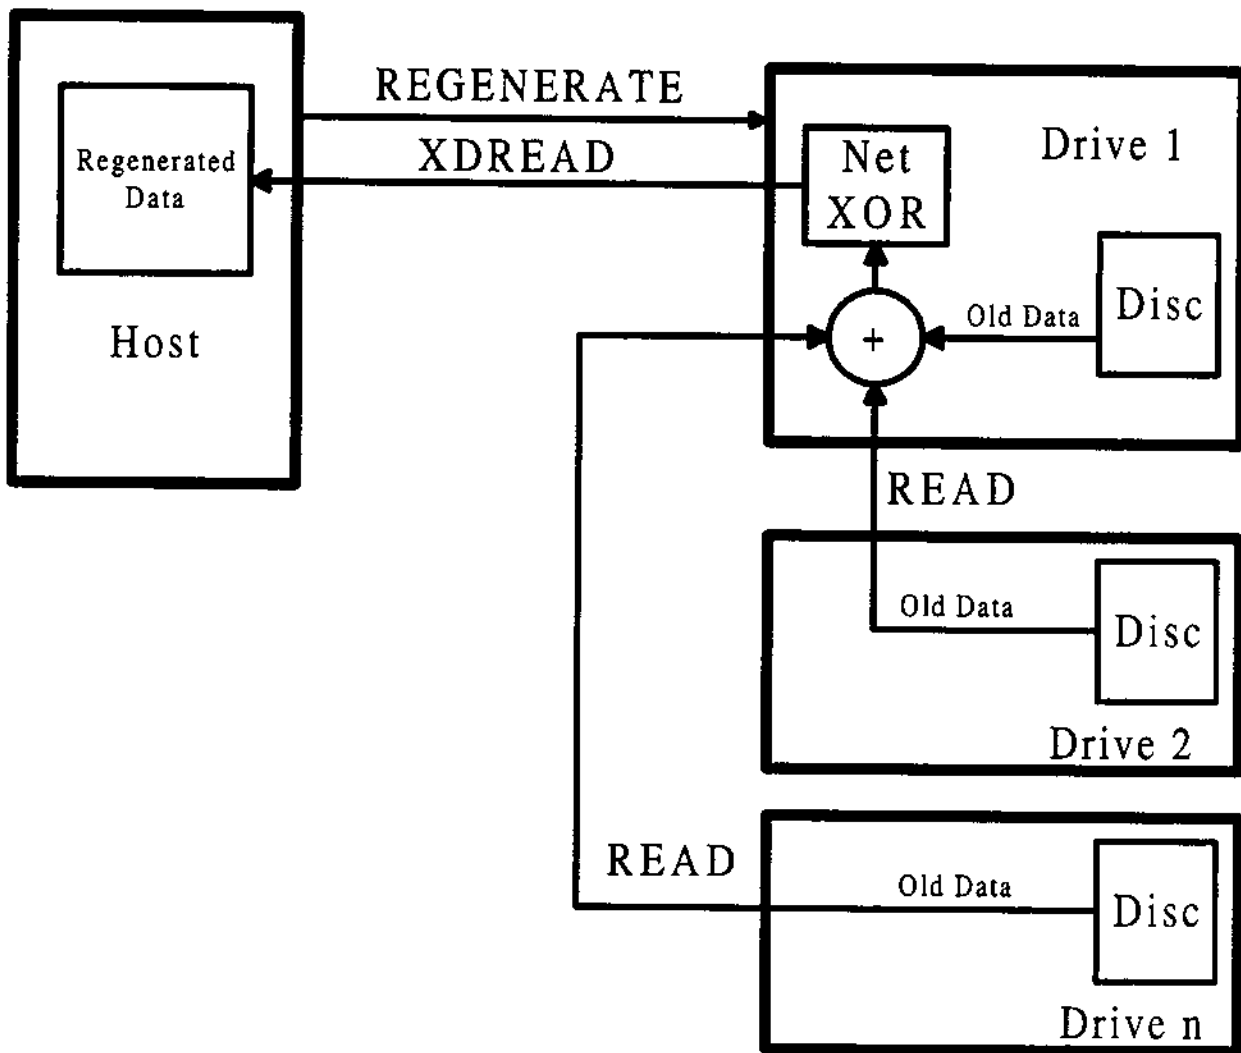 REGENERATE
XDREAD
Regenerated
Data
Host
Net
XOR
Drive 1
Old Data
Disc
+
READ
Old Data
Disc
Drive 2
READ
Old Data
Disc
Drive n